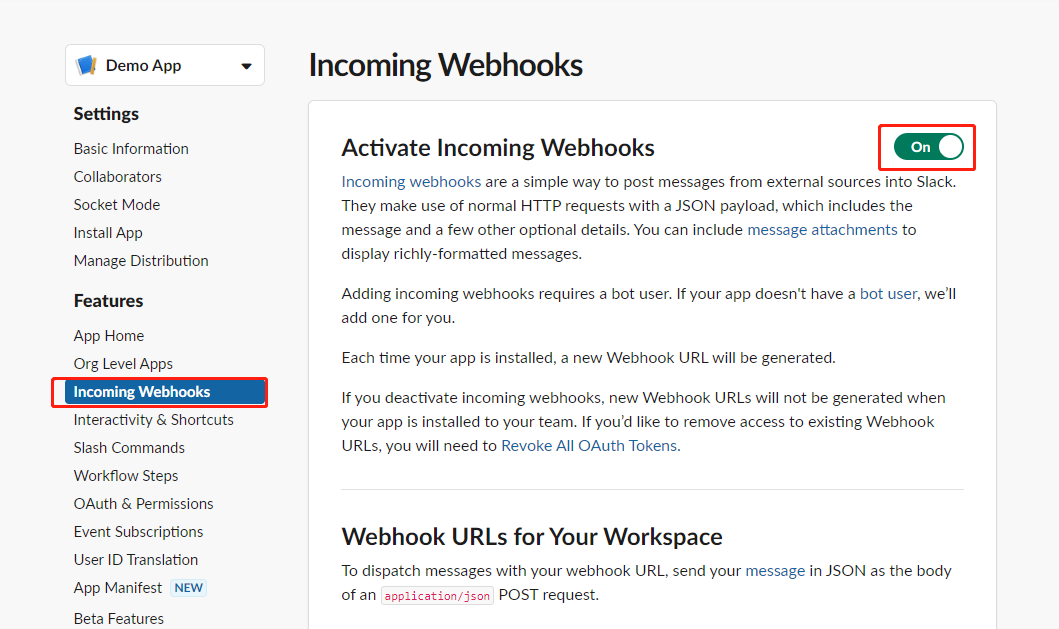 Demo App
Settings
Basic Information
Collaborators
Socket Mode
Install App
Manage Distribution
Features
App Home
Org Level Apps
Incoming Webhooks
Interactivity & Shortcuts
Slash Commands
Workflow Steps
OAuth & Permissions
Event Subscriptions
User ID Translation
App Manifest NEW
Beta Features
Incoming Webhooks
Activate Incoming Webhooks
On
Incoming webhooks are a simple way to post messages from external sources into Slack.
They make use of normal HTTP requests with a JSON payload, which includes the
message and a few other optional details. You can include message attachments to
display richly-formatted messages.
Adding incoming webhooks requires a bot user. If your app doesn't have a bot user, we’ll
add one for you.
Each time your app is installed, a new Webhook URL will be generated.
If you deactivate incoming webhooks, new Webhook URLs will not be generated when
your app is installed to your team. If you’d like to remove access to existing Webhook
URLs, you will need to Revoke All OAuth Tokens.
Webhook URLs for Your Workspace
To dispatch messages with your webhook URL, send your message in JSON as the body
of an application/json POST request.